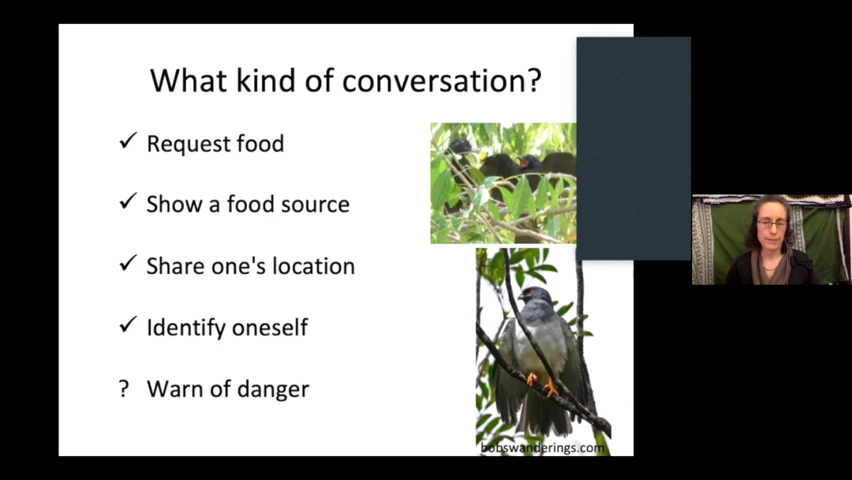 What kind of conversation?
✓ Request food
✓ Show a food source
✓ Share one's location
✓ Identify oneself
? Warn of danger
bobswanderings.com